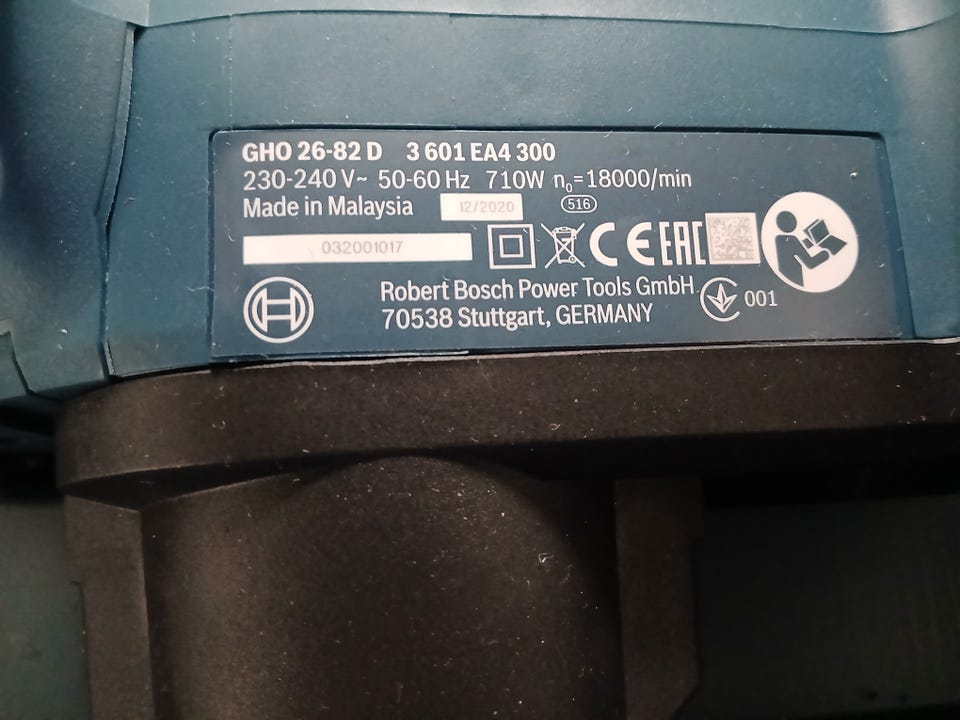 GHO 26-82 D 3 601 EA4 300
230-240 V~ 50-60 Hz 710W n₀=18000/min
Made in Malaysia 12/2020 516
032001017 CE EAC
Robert Bosch Power Tools GmbH
70538 Stuttgart, GERMANY 001